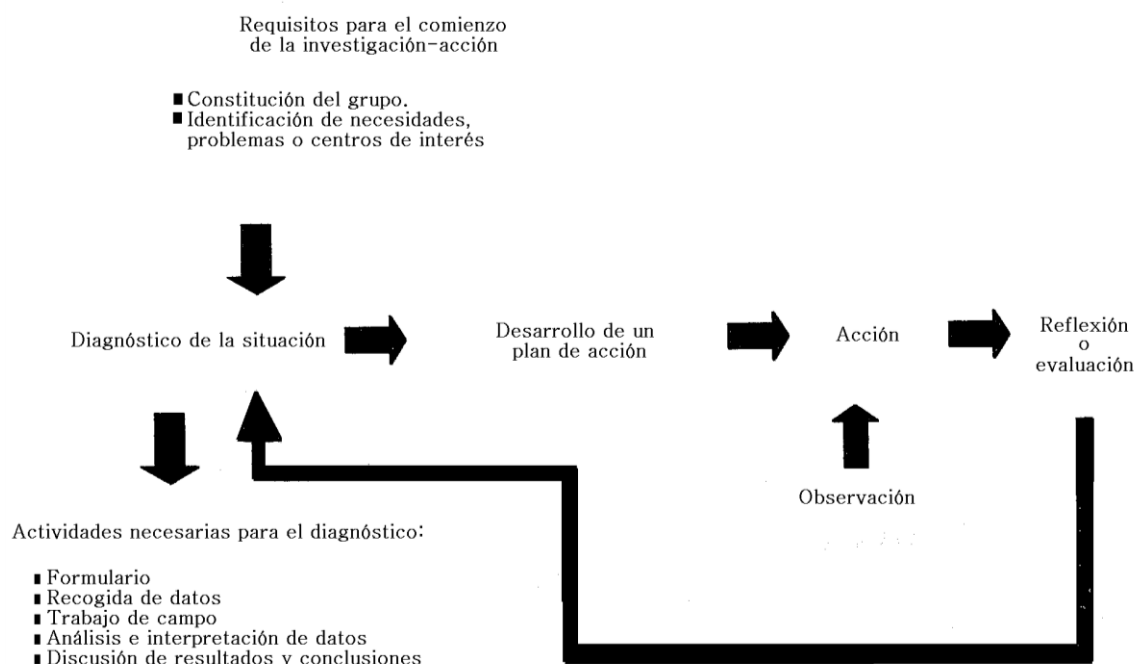 Requisitos para el comienzo
de la investigación-acción
■ Constitución del grupo.
■ Identificación de necesidades,
problemas o centros de interés
Diagnóstico de la situación
Desarrollo de un
plan de acción
Acción
Reflexión
o
evaluación
Observación
Actividades necesarias para el diagnóstico:
■ Formulario
■ Recogida de datos
■ Trabajo de campo
■ Análisis e interpretación de datos
■ Discusión de resultados y conclusiones